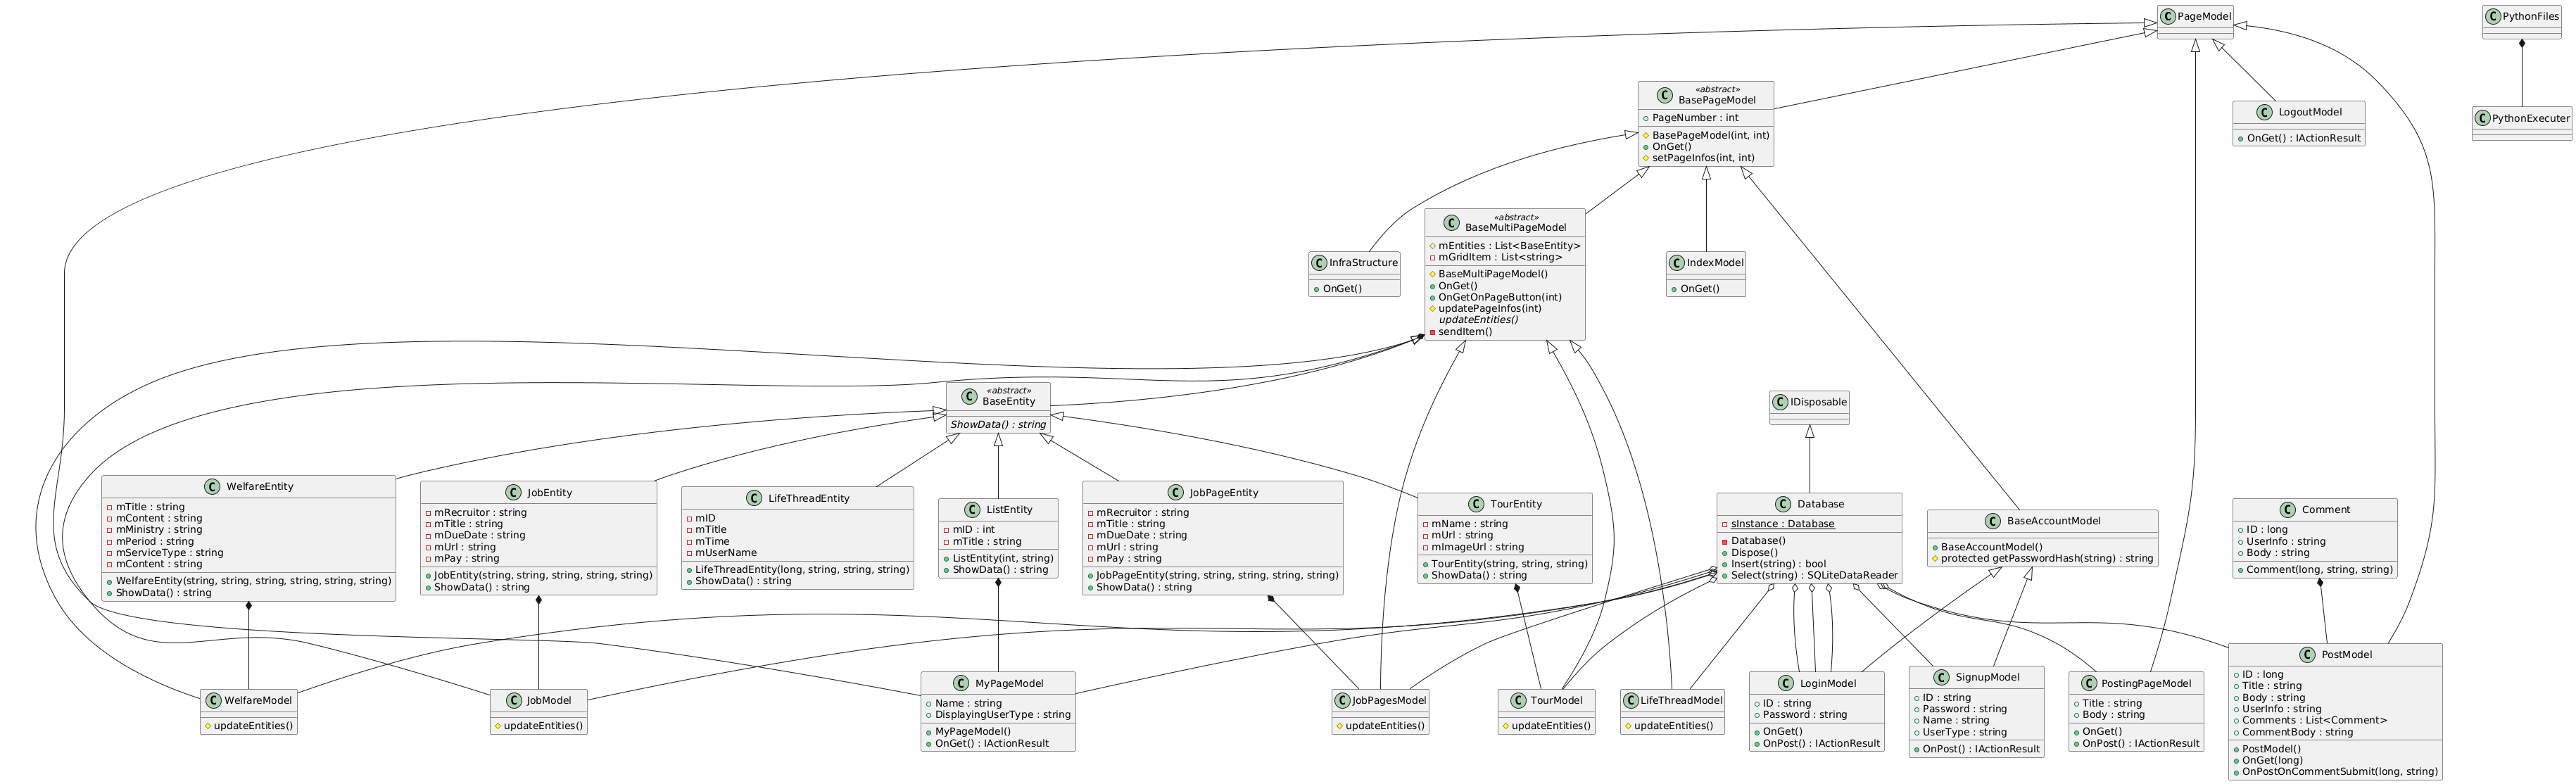 PageModel
PythonFiles
«abstract»
BasePageModel
PageNumber : int
BasePageModel(int, int)
OnGet()
setPageInfos(int, int)
LogoutModel
OnGet() : IActionResult
PythonExecuter
«abstract»
BaseMultiPageModel
mEntities : List<BaseEntity>
mGridItem : List<string>
BaseMultiPageModel()
OnGet()
OnGetOnPageButton(int)
updatePageInfos(int)
updateEntities()
sendItem()
InfraStructure
OnGet()
IndexModel
OnGet()
«abstract»
BaseEntity
ShowData() : string
IDisposable
WelfareEntity
mTitle : string
mContent : string
mMinistry : string
mPeriod : string
mServiceType : string
mContent : string
WelfareEntity(string, string, string, string, string, string)
ShowData() : string
JobEntity
mRecruitor : string
mTitle : string
mDueDate : string
mUrl : string
mPay : string
JobEntity(string, string, string, string, string)
ShowData() : string
LifeThreadEntity
mID
mTitle
mTime
mUserName
LifeThreadEntity(long, string, string, string)
ShowData() : string
ListEntity
mID : int
mTitle : string
ListEntity(int, string)
ShowData() : string
JobPageEntity
mRecruitor : string
mTitle : string
mDueDate : string
mUrl : string
mPay : string
JobPageEntity(string, string, string, string, string)
ShowData() : string
TourEntity
mName : string
mUrl : string
mImageUrl : string
TourEntity(string, string, string)
ShowData() : string
Database
sInstance : Database
Database()
Dispose()
Insert(string) : bool
Select(string) : SQLiteDataReader
BaseAccountModel
BaseAccountModel()
protected getPasswordHash(string) : string
Comment
ID : long
UserInfo : string
Body : string
Comment(long, string, string)
WelfareModel
updateEntities()
JobModel
updateEntities()
MyPageModel
Name : string
DisplayingUserType : string
MyPageModel()
OnGet() : IActionResult
JobPagesModel
updateEntities()
TourModel
updateEntities()
LifeThreadModel
updateEntities()
LoginModel
ID : string
Password : string
OnGet()
OnPost() : IActionResult
SignupModel
ID : string
Password : string
Name : string
UserType : string
OnPost() : IActionResult
PostingPageModel
Title : string
Body : string
OnGet()
OnPost() : IActionResult
PostModel
ID : long
Title : string
Body : string
UserInfo : string
Comments : List<Comment>
CommentBody : string
PostModel()
OnGet(long)
OnPostOnCommentSubmit(long, string)